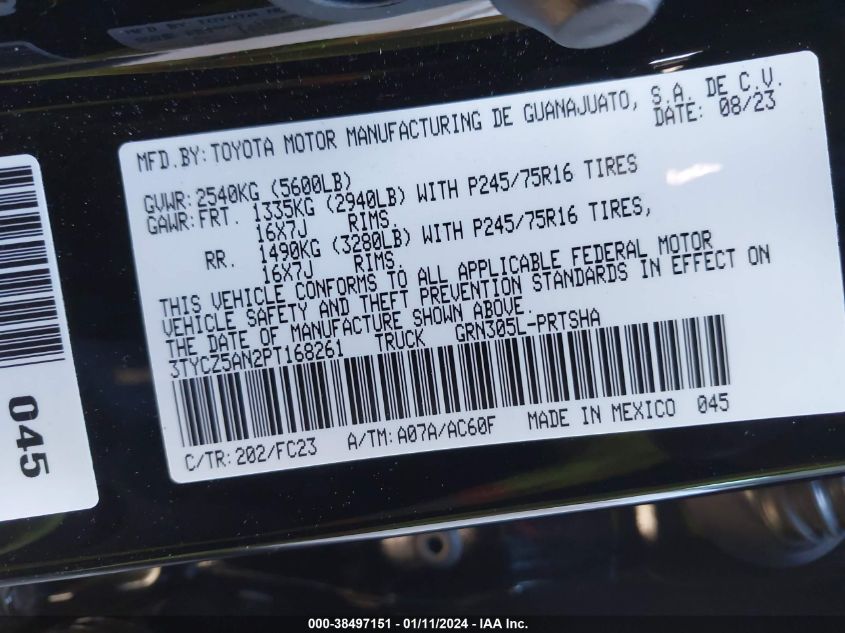 MFD.BY:TOYOTA MOTOR MANUFACTURING DE GUANAJUATO, S.A. DE C.V.
DATE: 08/23
GVWR:2540KG (5600LB)
GAWR:FRT. 1335KG (2940LB) WITH P245/75R16 TIRES
16X7J RIMS,
RR. 1490KG (3280LB) WITH P245/75R16 TIRES,
16X7J RIMS.
THIS VEHICLE CONFORMS TO ALL APPLICABLE FEDERAL MOTOR
VEHICLE SAFETY AND THEFT PREVENTION STANDARDS IN EFFECT ON
THE DATE OF MANUFACTURE SHOWN ABOVE.
3TYCZ5AN2PT168261 TRUCK GRN305L-PRTSHA
C/TR:202/FC23 A/TM:A07A/AC60F MADE IN MEXICO 045
045
000-38497151 - 01/11/2024 - IAA Inc.